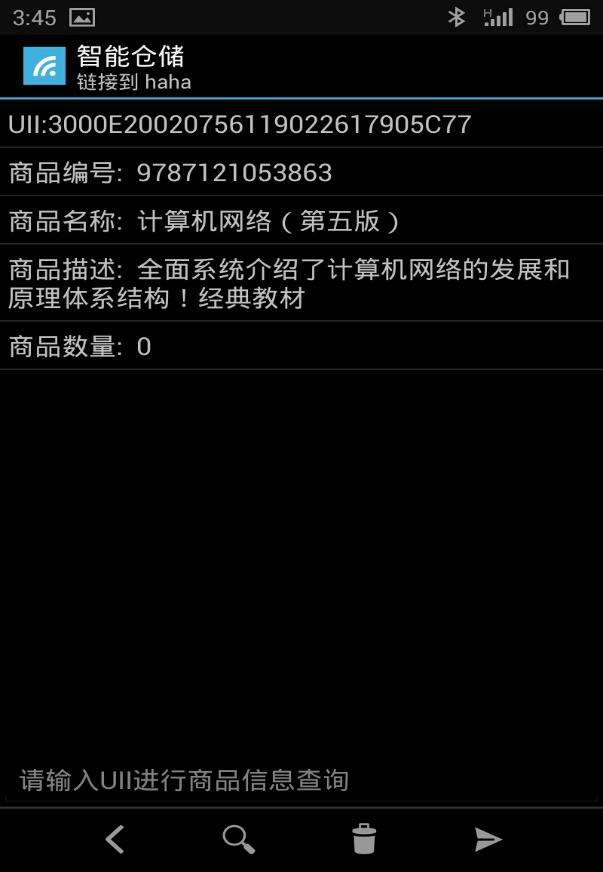 3:45 H 99
智能仓储
链接到 haha
UII:3000E20020756119022617905C77
商品编号: 9787121053863
商品名称: 计算机网络（第五版）
商品描述: 全面系统介绍了计算机网络的发展和
原理体系结构！经典教材
商品数量: 0
请输入UII进行商品信息查询